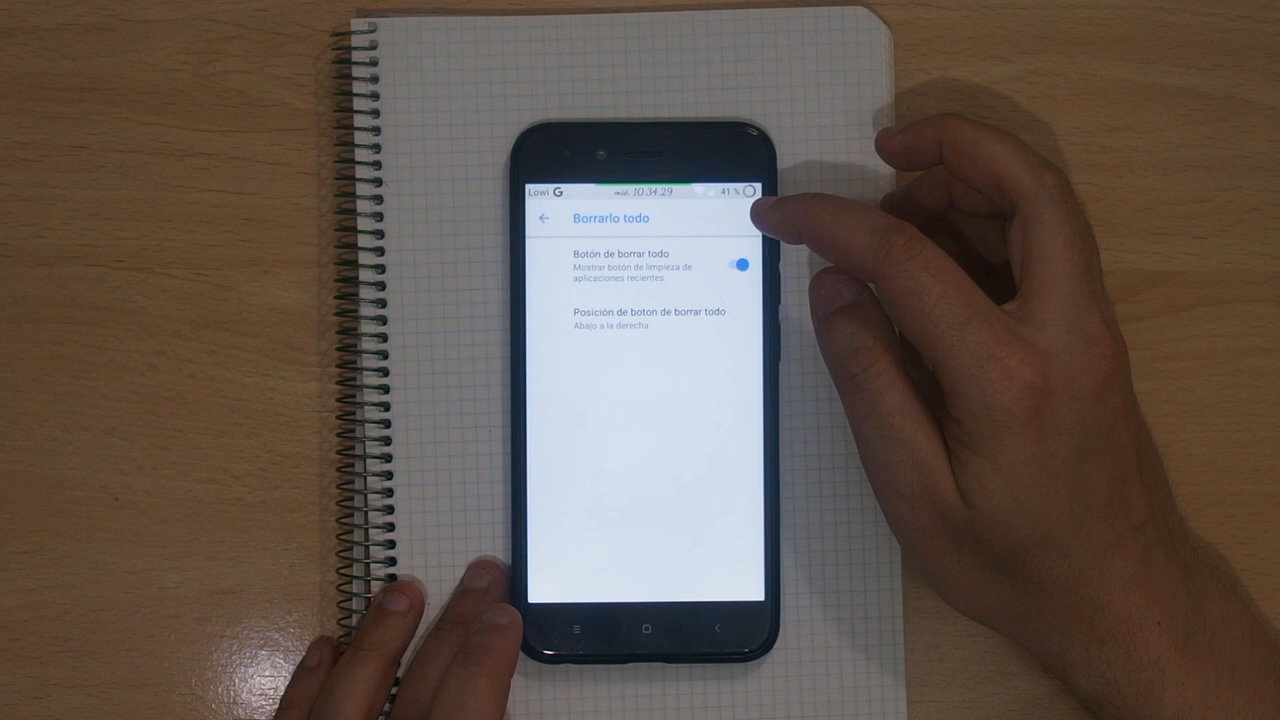 Lowi G mié. 10:34:29 41 %
Borrarlo todo
Botón de borrar todo
Mostrar botón de limpieza de
aplicaciones recientes
Posición de boton de borrar todo
Abajo a la derecha